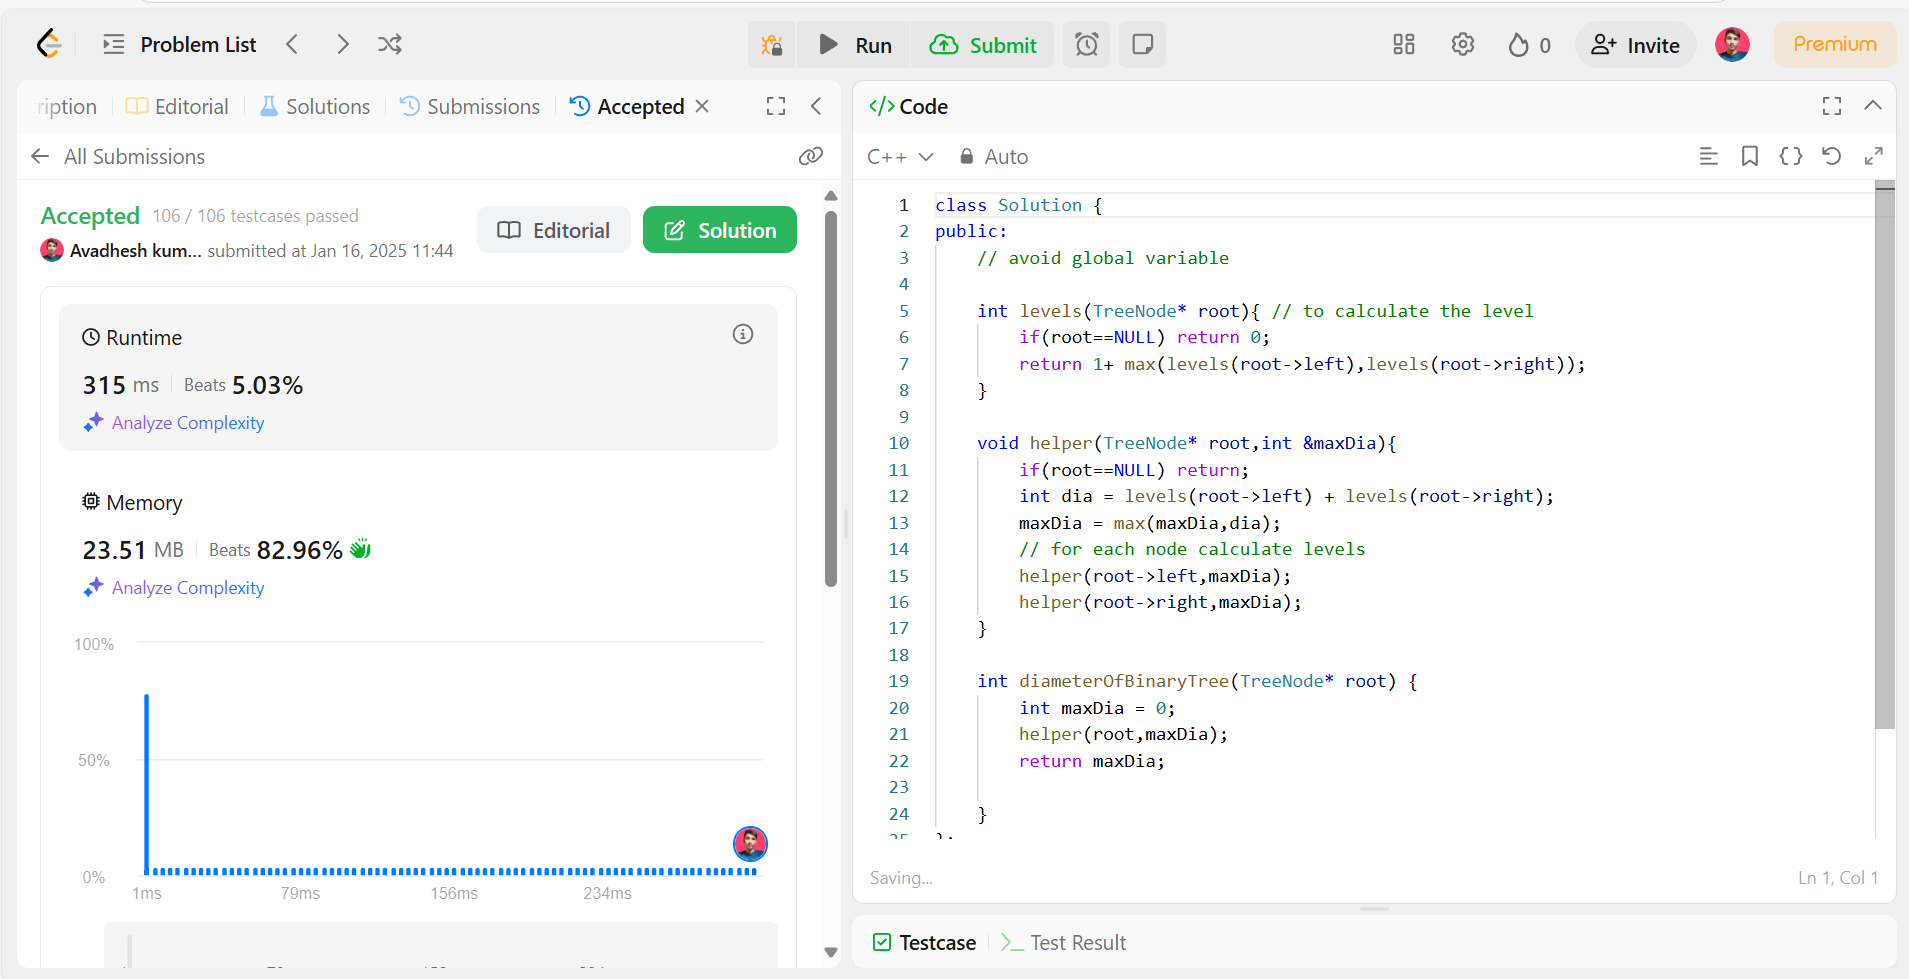 Problem List
Run
Submit
0
Invite
Premium
ription
Editorial
Solutions
Submissions
Accepted
All Submissions
Accepted 106 / 106 testcases passed
Avadhesh kum... submitted at Jan 16, 2025 11:44
Editorial
Solution
Runtime
315 ms Beats 5.03%
Analyze Complexity
Memory
23.51 MB Beats 82.96%
Analyze Complexity
100%
50%
0%
1ms 79ms 156ms 234ms
</> Code
C++ Auto
1 class Solution {
2 public:
3     // avoid global variable
4
5     int levels(TreeNode* root){ // to calculate the level
6         if(root==NULL) return 0;
7         return 1+ max(levels(root->left),levels(root->right));
8     }
9
10     void helper(TreeNode* root,int &maxDia){
11         if(root==NULL) return;
12         int dia = levels(root->left) + levels(root->right);
13         maxDia = max(maxDia,dia);
14         // for each node calculate levels
15         helper(root->left,maxDia);
16         helper(root->right,maxDia);
17     }
18
19     int diameterOfBinaryTree(TreeNode* root) {
20         int maxDia = 0;
21         helper(root,maxDia);
22         return maxDia;
23
24     }
25 };
Saving...
Ln 1, Col 1
Testcase
Test Result